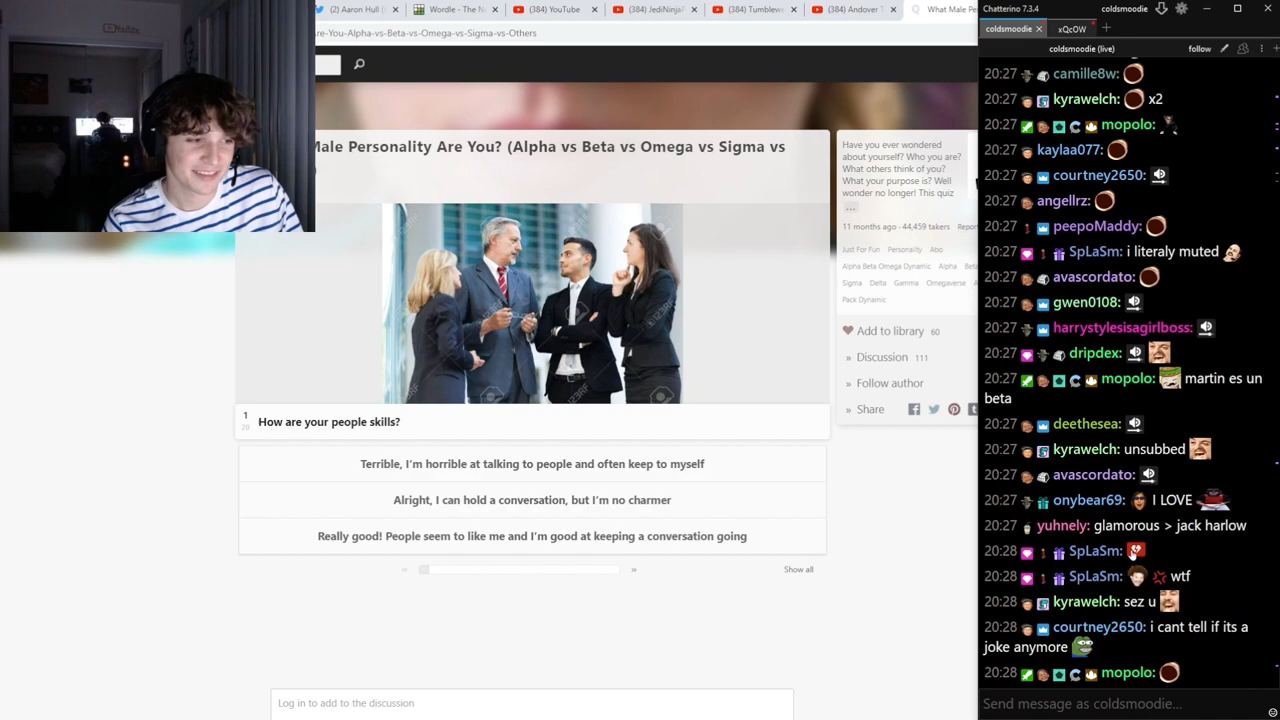 (2) Aaron Hull (
Wordle - The N
(384) YouTube
(384) JediNinja
(384) Tumblewe
(384) Andover T
What Male Pe
re-You-Alpha-vs-Beta-vs-Omega-vs-Sigma-vs-Others
YouTube
Male Personality Are You? (Alpha vs Beta vs Omega vs Sigma vs
)
Have you ever wondered
about yourself? Who you are?
What others think of you?
What your purpose is? Well
wonder no longer! This quiz
...
11 months ago · 44,459 takers Repor
Just For Fun Personality Abo
Alpha Beta Omega Dynamic Alpha Beta
Sigma Delta Gamma Omegaverse
Pack Dynamic
Add to library 60
» Discussion 111
» Follow author
» Share
123RF
1
20
How are your people skills?
Terrible, I'm horrible at talking to people and often keep to myself
Alright, I can hold a conversation, but I'm no charmer
Really good! People seem to like me and I'm good at keeping a conversation going
« » Show all
Log in to add to the discussion
Chatterino 7.3.4 coldsmoodie
coldsmoodie xQcOW
coldsmoodie (live) follow
20:27 camille8w:
20:27 kyrawelch: x2
20:27 mopolo:
20:27 kaylaa077:
20:27 courtney2650:
20:27 angellrz:
20:27 peepoMaddy:
20:27 SpLaSm: i literaly muted
20:27 avascordato:
20:27 gwen0108:
20:27 harrystylesisagirlboss:
20:27 dripdex:
20:27 mopolo: martin es un
beta
20:27 deethesea:
20:27 kyrawelch: unsubbed
20:27 avascordato:
20:27 onybear69: I LOVE
20:27 yuhnely: glamorous > jack harlow
20:28 SpLaSm:
20:28 SpLaSm: wtf
20:28 kyrawelch: sez u
20:28 courtney2650: i cant tell if its a
joke anymore
20:28 mopolo:
Send message as coldsmoodie...